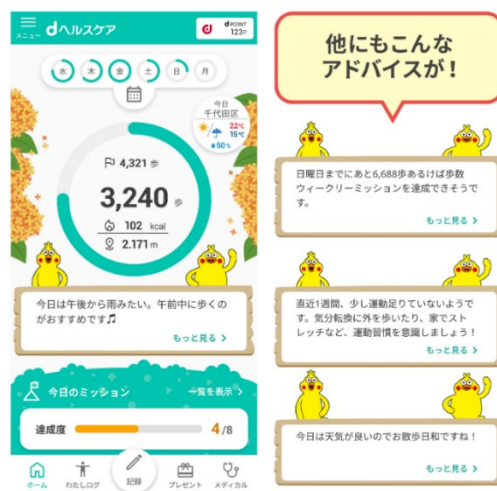 メニュー
dヘルスケア
d POINT
123P
水 木 金 土 日 月
今日
千代田区
22℃
15℃
50%
4,321 歩
3,240 歩
102 kcal
2.171 m
今日は午後から雨みたい。午前中に歩くの
がおすすめです♫
もっと見る >
今日のミッション
一覧を表示 >
達成度
4/8
ホーム
わたしログ
記録
プレゼント
メディカル
他にもこんな
アドバイスが!
日曜日までにあと6,688歩あるけば歩数
ウィークリーミッションを達成できそうで
す。
もっと見る >
直近1週間、少し運動足りていないようで
す。気分転換に外を歩いたり、家でスト
レッチなど、運動習慣を意識しましょう!
もっと見る >
今日は天気が良いのでお散歩日和ですね!
もっと見る >